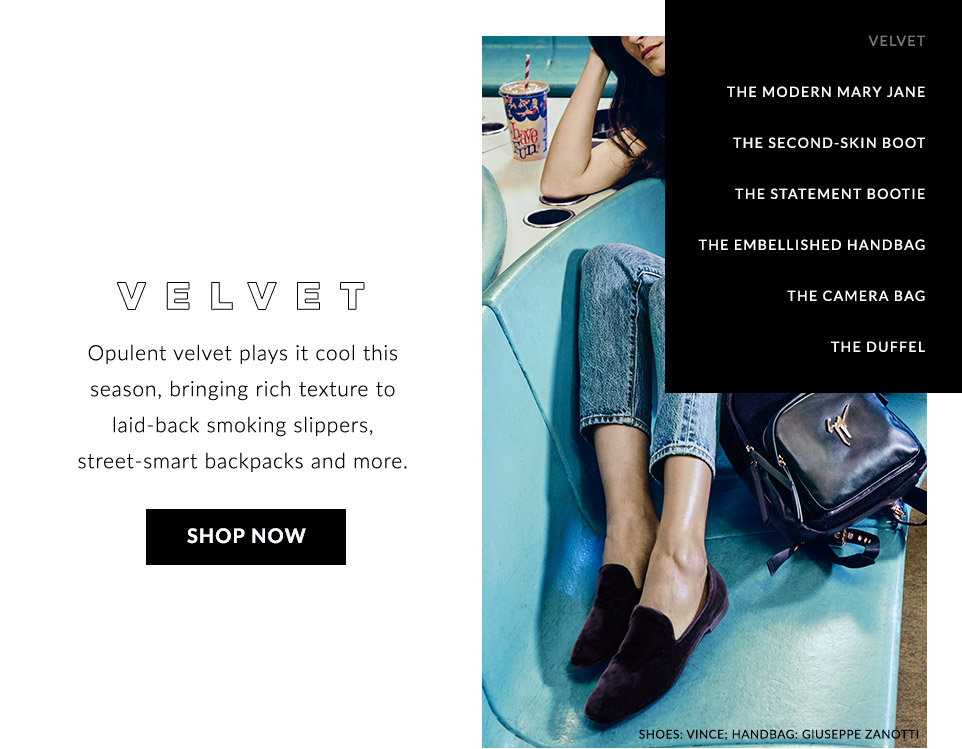 VELVET
Opulent velvet plays it cool this
season, bringing rich texture to
laid-back smoking slippers,
street-smart backpacks and more.
SHOP NOW
VELVET
THE MODERN MARY JANE
THE SECOND-SKIN BOOT
THE STATEMENT BOOTIE
THE EMBELLISHED HANDBAG
THE CAMERA BAG
THE DUFFEL
have
Fun
SHOES: VINCE; HANDBAG: GIUSEPPE ZANOTTI